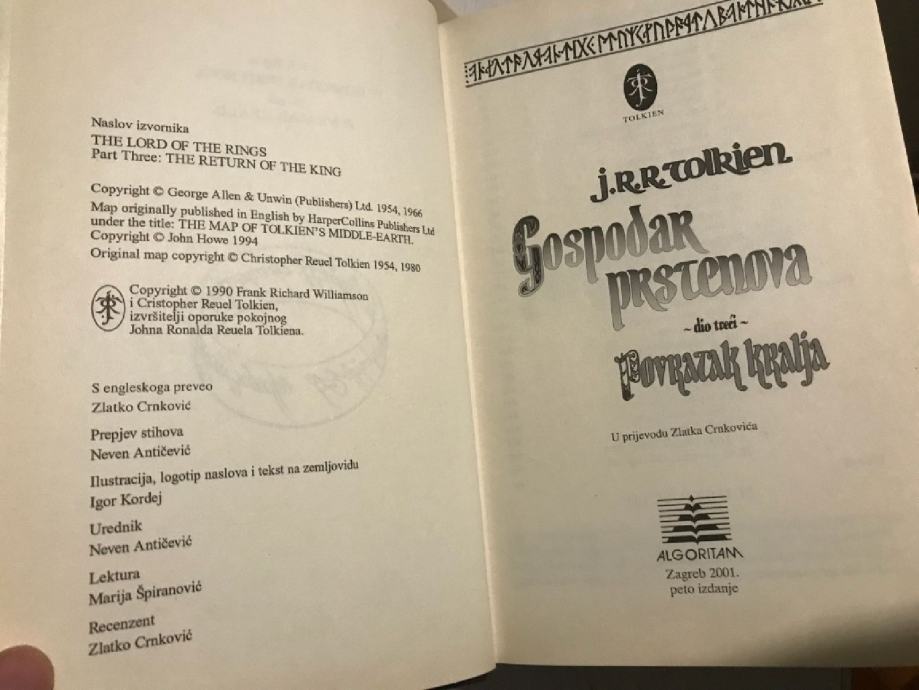 Naslov izvornika
THE LORD OF THE RINGS
Part Three: THE RETURN OF THE KING
Copyright © George Allen & Unwin (Publishers) Ltd. 1954, 1966
Map originally published in English by HarperCollins Publishers Ltd
under the title: THE MAP OF TOLKIEN'S MIDDLE-EARTH.
Copyright © John Howe 1994
Original map copyright © Christopher Reuel Tolkien 1954, 1980
Copyright © 1990 Frank Richard Williamson
i Cristopher Reuel Tolkien,
izvršitelji oporuke pokojnog
Johna Ronalda Reuela Tolkiena.
S engleskoga preveo
Zlatko Crnković
Prepjev stihova
Neven Antičević
Ilustracija, logotip naslova i tekst na zemljovidu
Igor Kordej
Urednik
Neven Antičević
Lektura
Marija Špiranović
Recenzent
Zlatko Crnković
TOLKIEN
J.R.R. Tolkien
Gospodar
prstenova
~ dio treći ~
Povratak kralja
U prijevodu Zlatka Crnkovića
ALGORITAM
Zagreb 2001.
peto izdanje